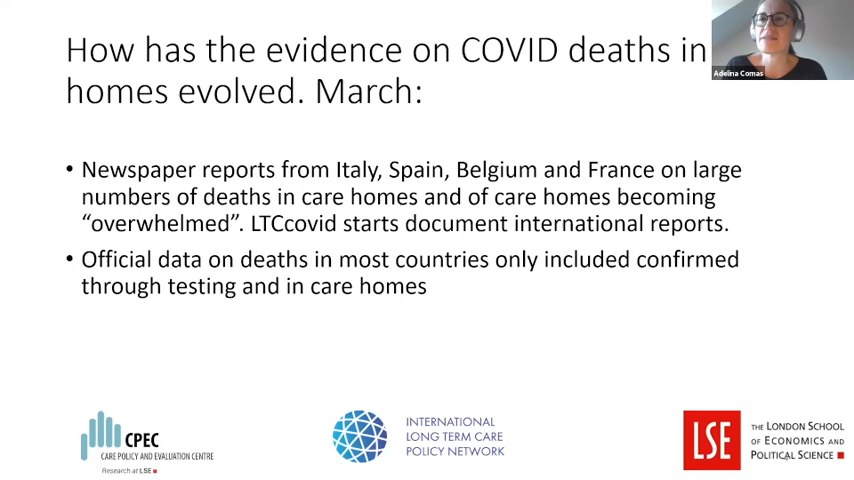 How has the evidence on COVID deaths in
homes evolved. March:
Adelina Comas
• Newspaper reports from Italy, Spain, Belgium and France on large
numbers of deaths in care homes and of care homes becoming
“overwhelmed”. LTCcovid starts document international reports.
• Official data on deaths in most countries only included confirmed
through testing and in care homes
CPEC
CARE POLICY AND EVALUATION CENTRE
Research at LSE
INTERNATIONAL
LONG TERM CARE
POLICY NETWORK
LSE
THE LONDON SCHOOL
OF ECONOMICS AND
POLITICAL SCIENCE